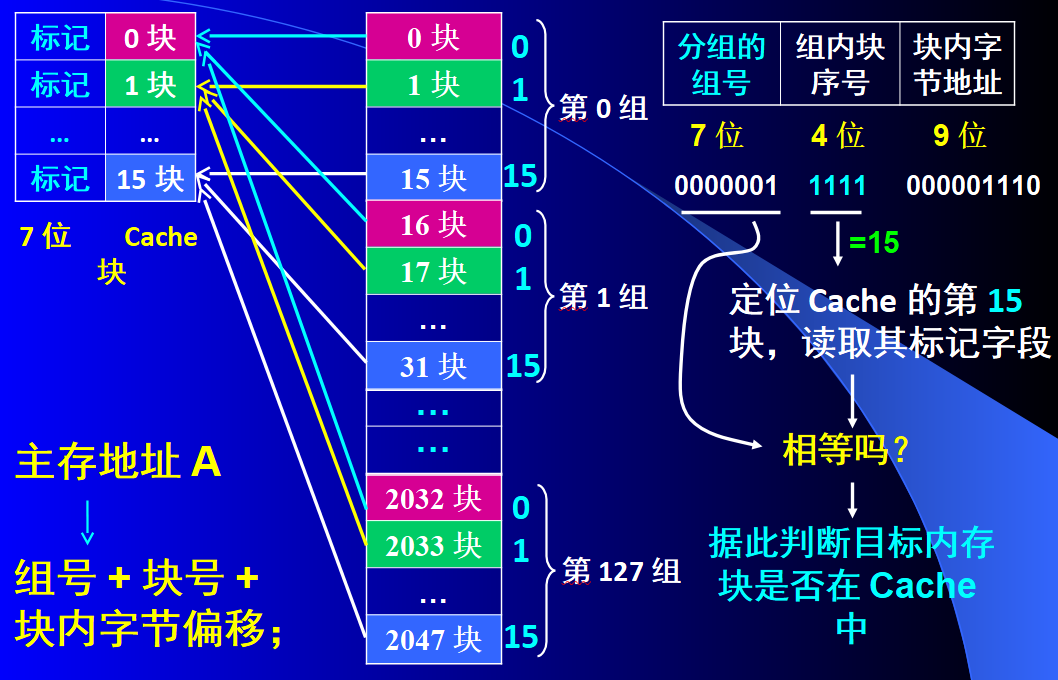 标记 0 块
标记 1 块
... ...
标记 15 块
7 位 Cache
块
主存地址 A
组号 + 块号 +
块内字节偏移；
0 块 0
1 块 1
...
15 块 15
第 0 组
16 块 0
17 块 1
...
31 块 15
第 1 组
...
...
2032 块 0
2033 块 1
...
2047 块 15
第 127 组
分组的 组内块 块内字
组号 序号 节地址
7 位 4 位 9 位
0000001 1111 000001110
=15
定位 Cache 的第 15
块，读取其标记字段
相等吗？
据此判断目标内存
块是否在 Cache
中